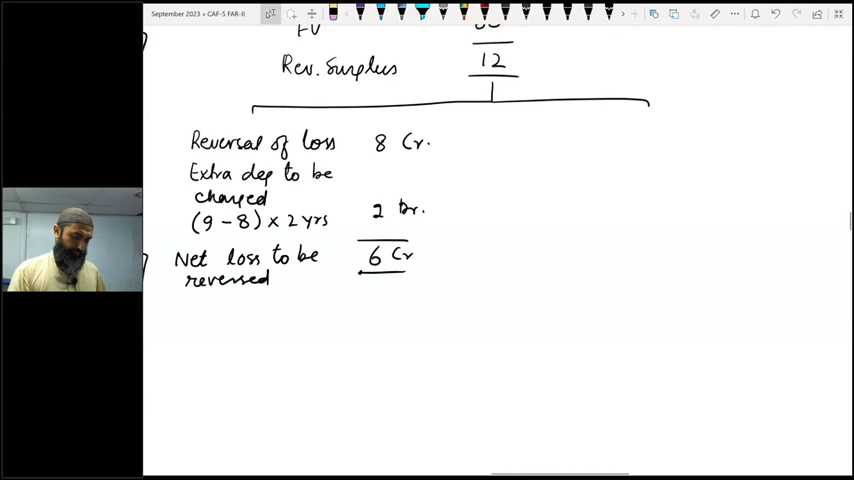 September 2023 » CAF-5 FAR-II
FV
Rev. Surplus 12
Reversal of loss 8 Cr.
Extra dep to be
charged
(9-8) × 2 yrs 2 Dr.
Net loss to be 6 Cr
reversed